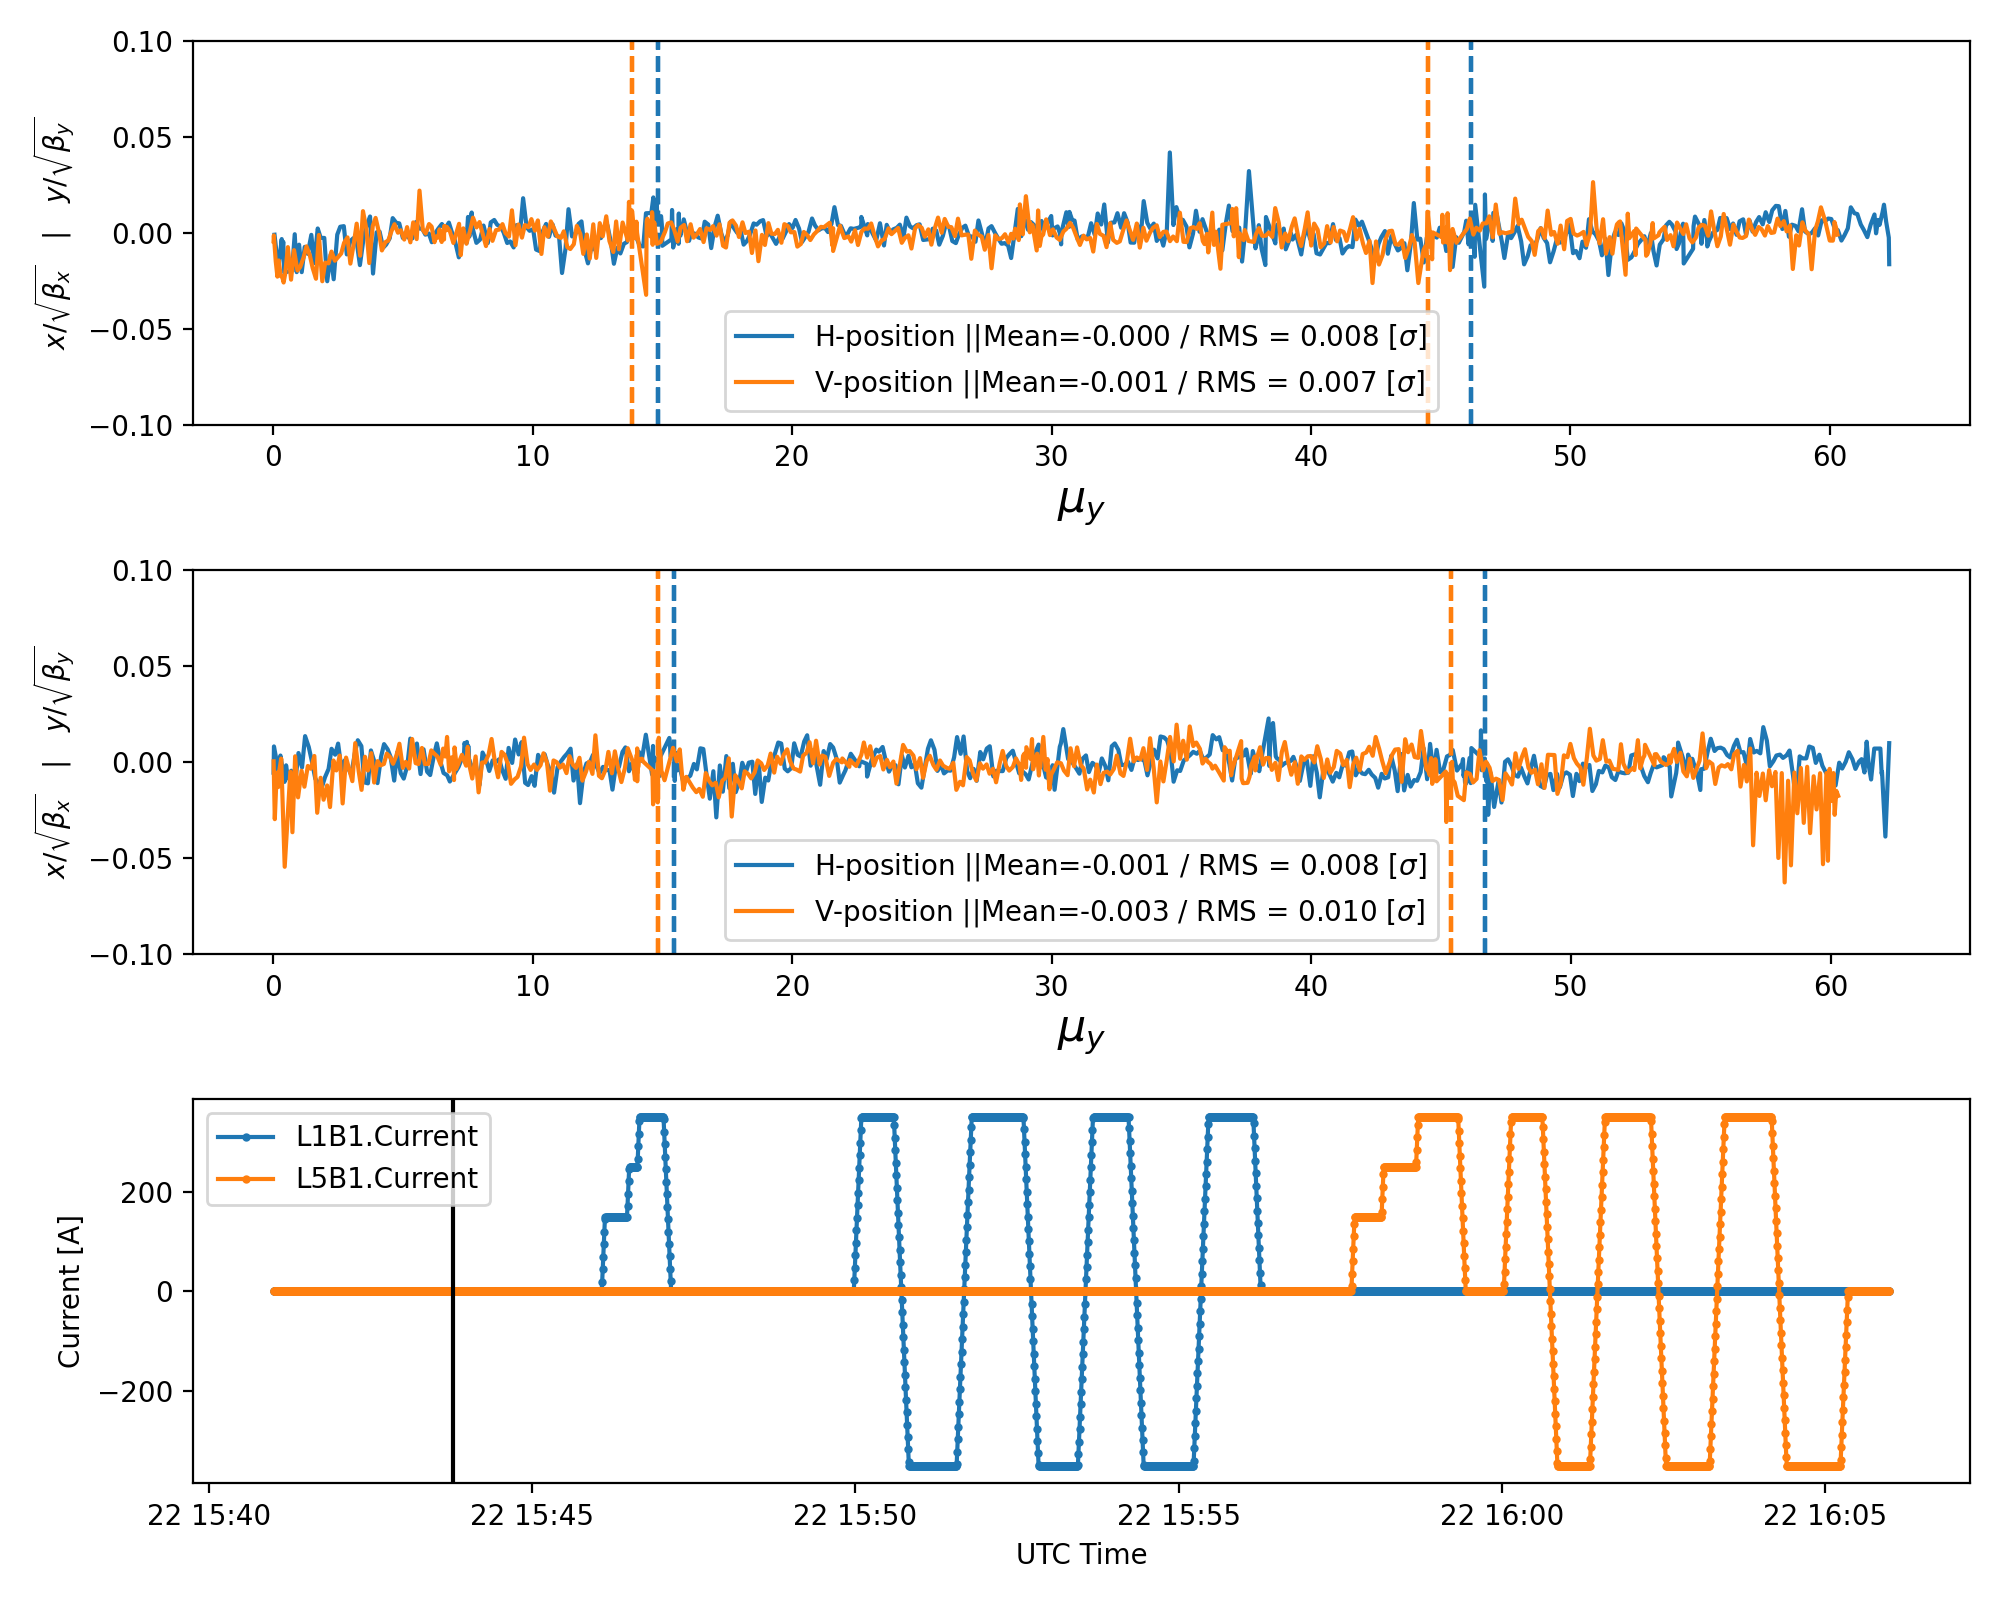 0.10
0.05
0.00
−0.05
−0.10
x/√βx | y/√βy
H-position ||Mean=-0.000 / RMS = 0.008 [σ]
V-position ||Mean=-0.001 / RMS = 0.007 [σ]
0 10 20 30 40 50 60
μy
0.10
0.05
0.00
−0.05
−0.10
x/√βx | y/√βy
H-position ||Mean=-0.001 / RMS = 0.008 [σ]
V-position ||Mean=-0.003 / RMS = 0.010 [σ]
0 10 20 30 40 50 60
μy
L1B1.Current
L5B1.Current
200
0
−200
Current [A]
22 15:40 22 15:45 22 15:50 22 15:55 22 16:00 22 16:05
UTC Time